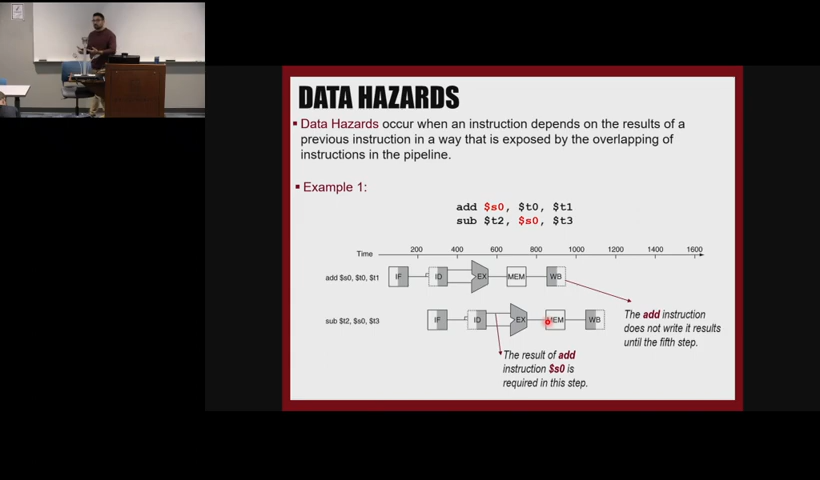 DATA HAZARDS
Data Hazards occur when an instruction depends on the results of a
previous instruction in a way that is exposed by the overlapping of
instructions in the pipeline.
Example 1:
add $s0, $t0, $t1
sub $t2, $s0, $t3
Time 200 400 600 800 1000 1200 1400 1600
add $s0, $t0, $t1 IF ID EX MEM WB
sub $t2, $s0, $t3 IF ID EX MEM WB
The add instruction
does not write it results
until the fifth step.
The result of add
instruction $s0 is
required in this step.